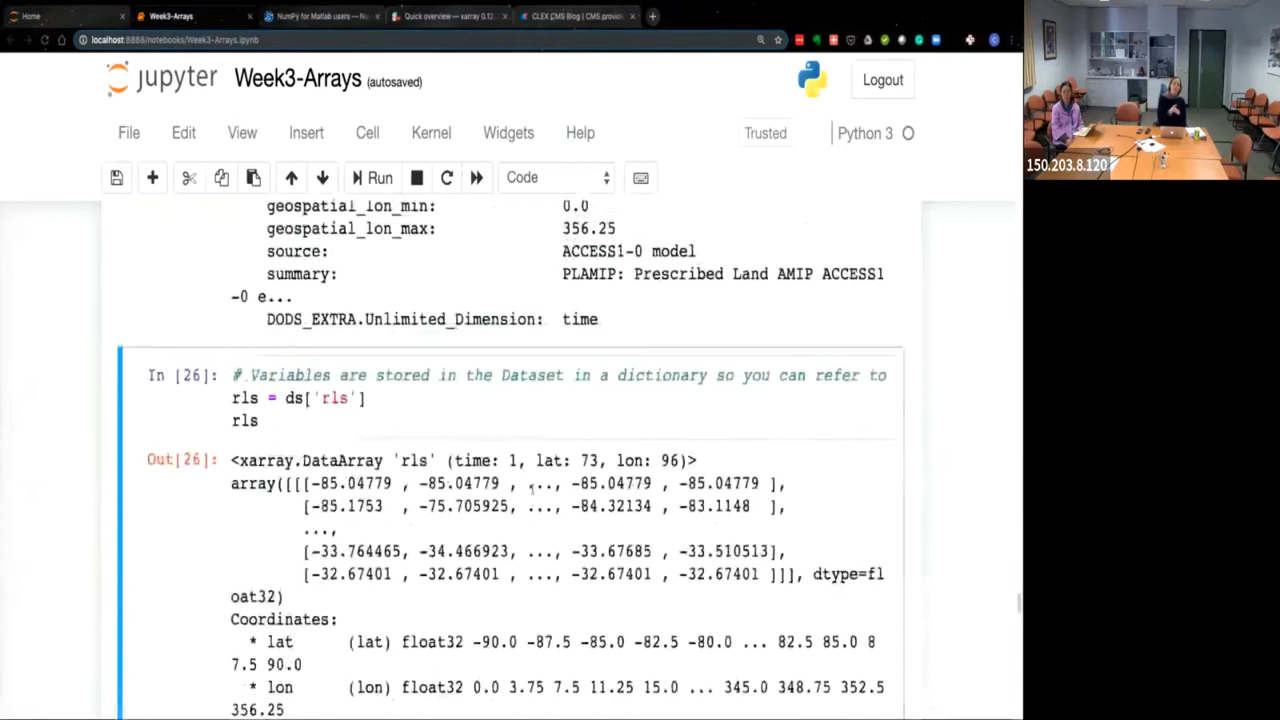 Home
Week3-Arrays
NumPy for Matlab users — Nu
Quick overview — xarray 0.12.
CLEX CMS Blog | CMS provid
localhost:8888/notebooks/Week3-Arrays.ipynb
jupyter Week3-Arrays (autosaved)
Logout
File Edit View Insert Cell Kernel Widgets Help
Trusted
Python 3
Run
Code
geospatial_lon_min: 0.0
geospatial_lon_max: 356.25
source: ACCESS1-0 model
summary: PLAMIP: Prescribed Land AMIP ACCESS1
-0 e...
DODS_EXTRA.Unlimited_Dimension: time
In [26]: # Variables are stored in the Dataset in a dictionary so you can refer to
rls = ds['rls']
rls
Out[26]: <xarray.DataArray 'rls' (time: 1, lat: 73, lon: 96)>
array([[[-85.04779 , -85.04779 , ..., -85.04779 , -85.04779 ],
[-85.1753 , -75.705925, ..., -84.32134 , -83.1148 ],
...,
[-33.764465, -34.466923, ..., -33.67685 , -33.510513],
[-32.67401 , -32.67401 , ..., -32.67401 , -32.67401 ]]], dtype=fl
oat32)
Coordinates:
* lat (lat) float32 -90.0 -87.5 -85.0 -82.5 -80.0 ... 82.5 85.0 8
7.5 90.0
* lon (lon) float32 0.0 3.75 7.5 11.25 15.0 ... 345.0 348.75 352.5
356.25
150.203.8.120